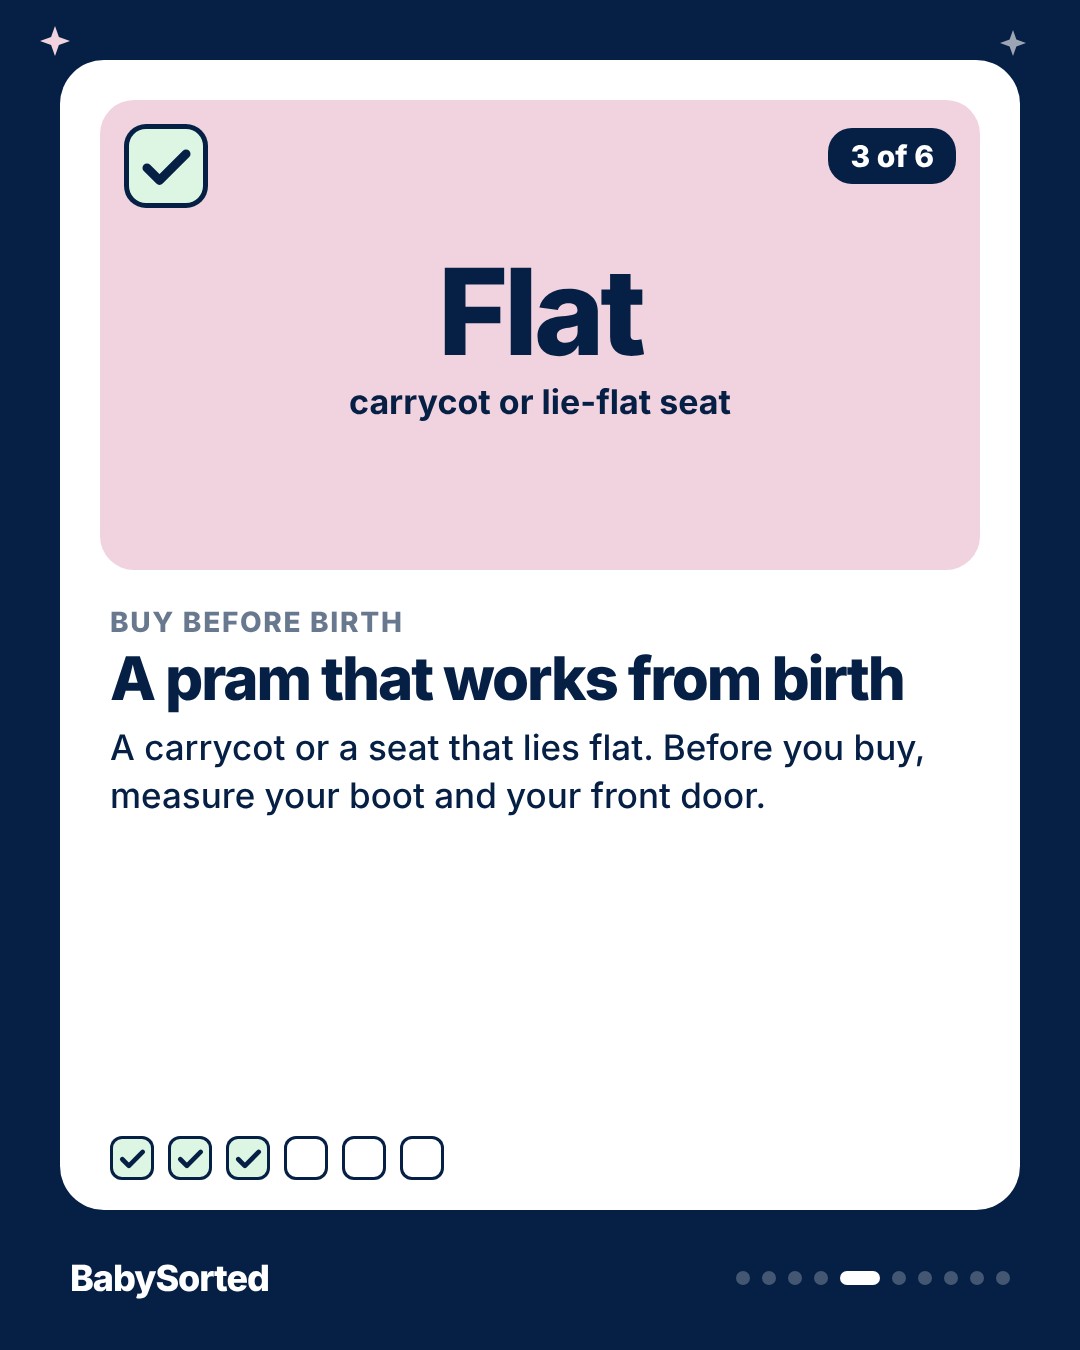 3 of 6
Flat
carrycot or lie-flat seat
BUY BEFORE BIRTH
A pram that works from birth
A carrycot or a seat that lies flat. Before you buy,
measure your boot and your front door.
BabySorted